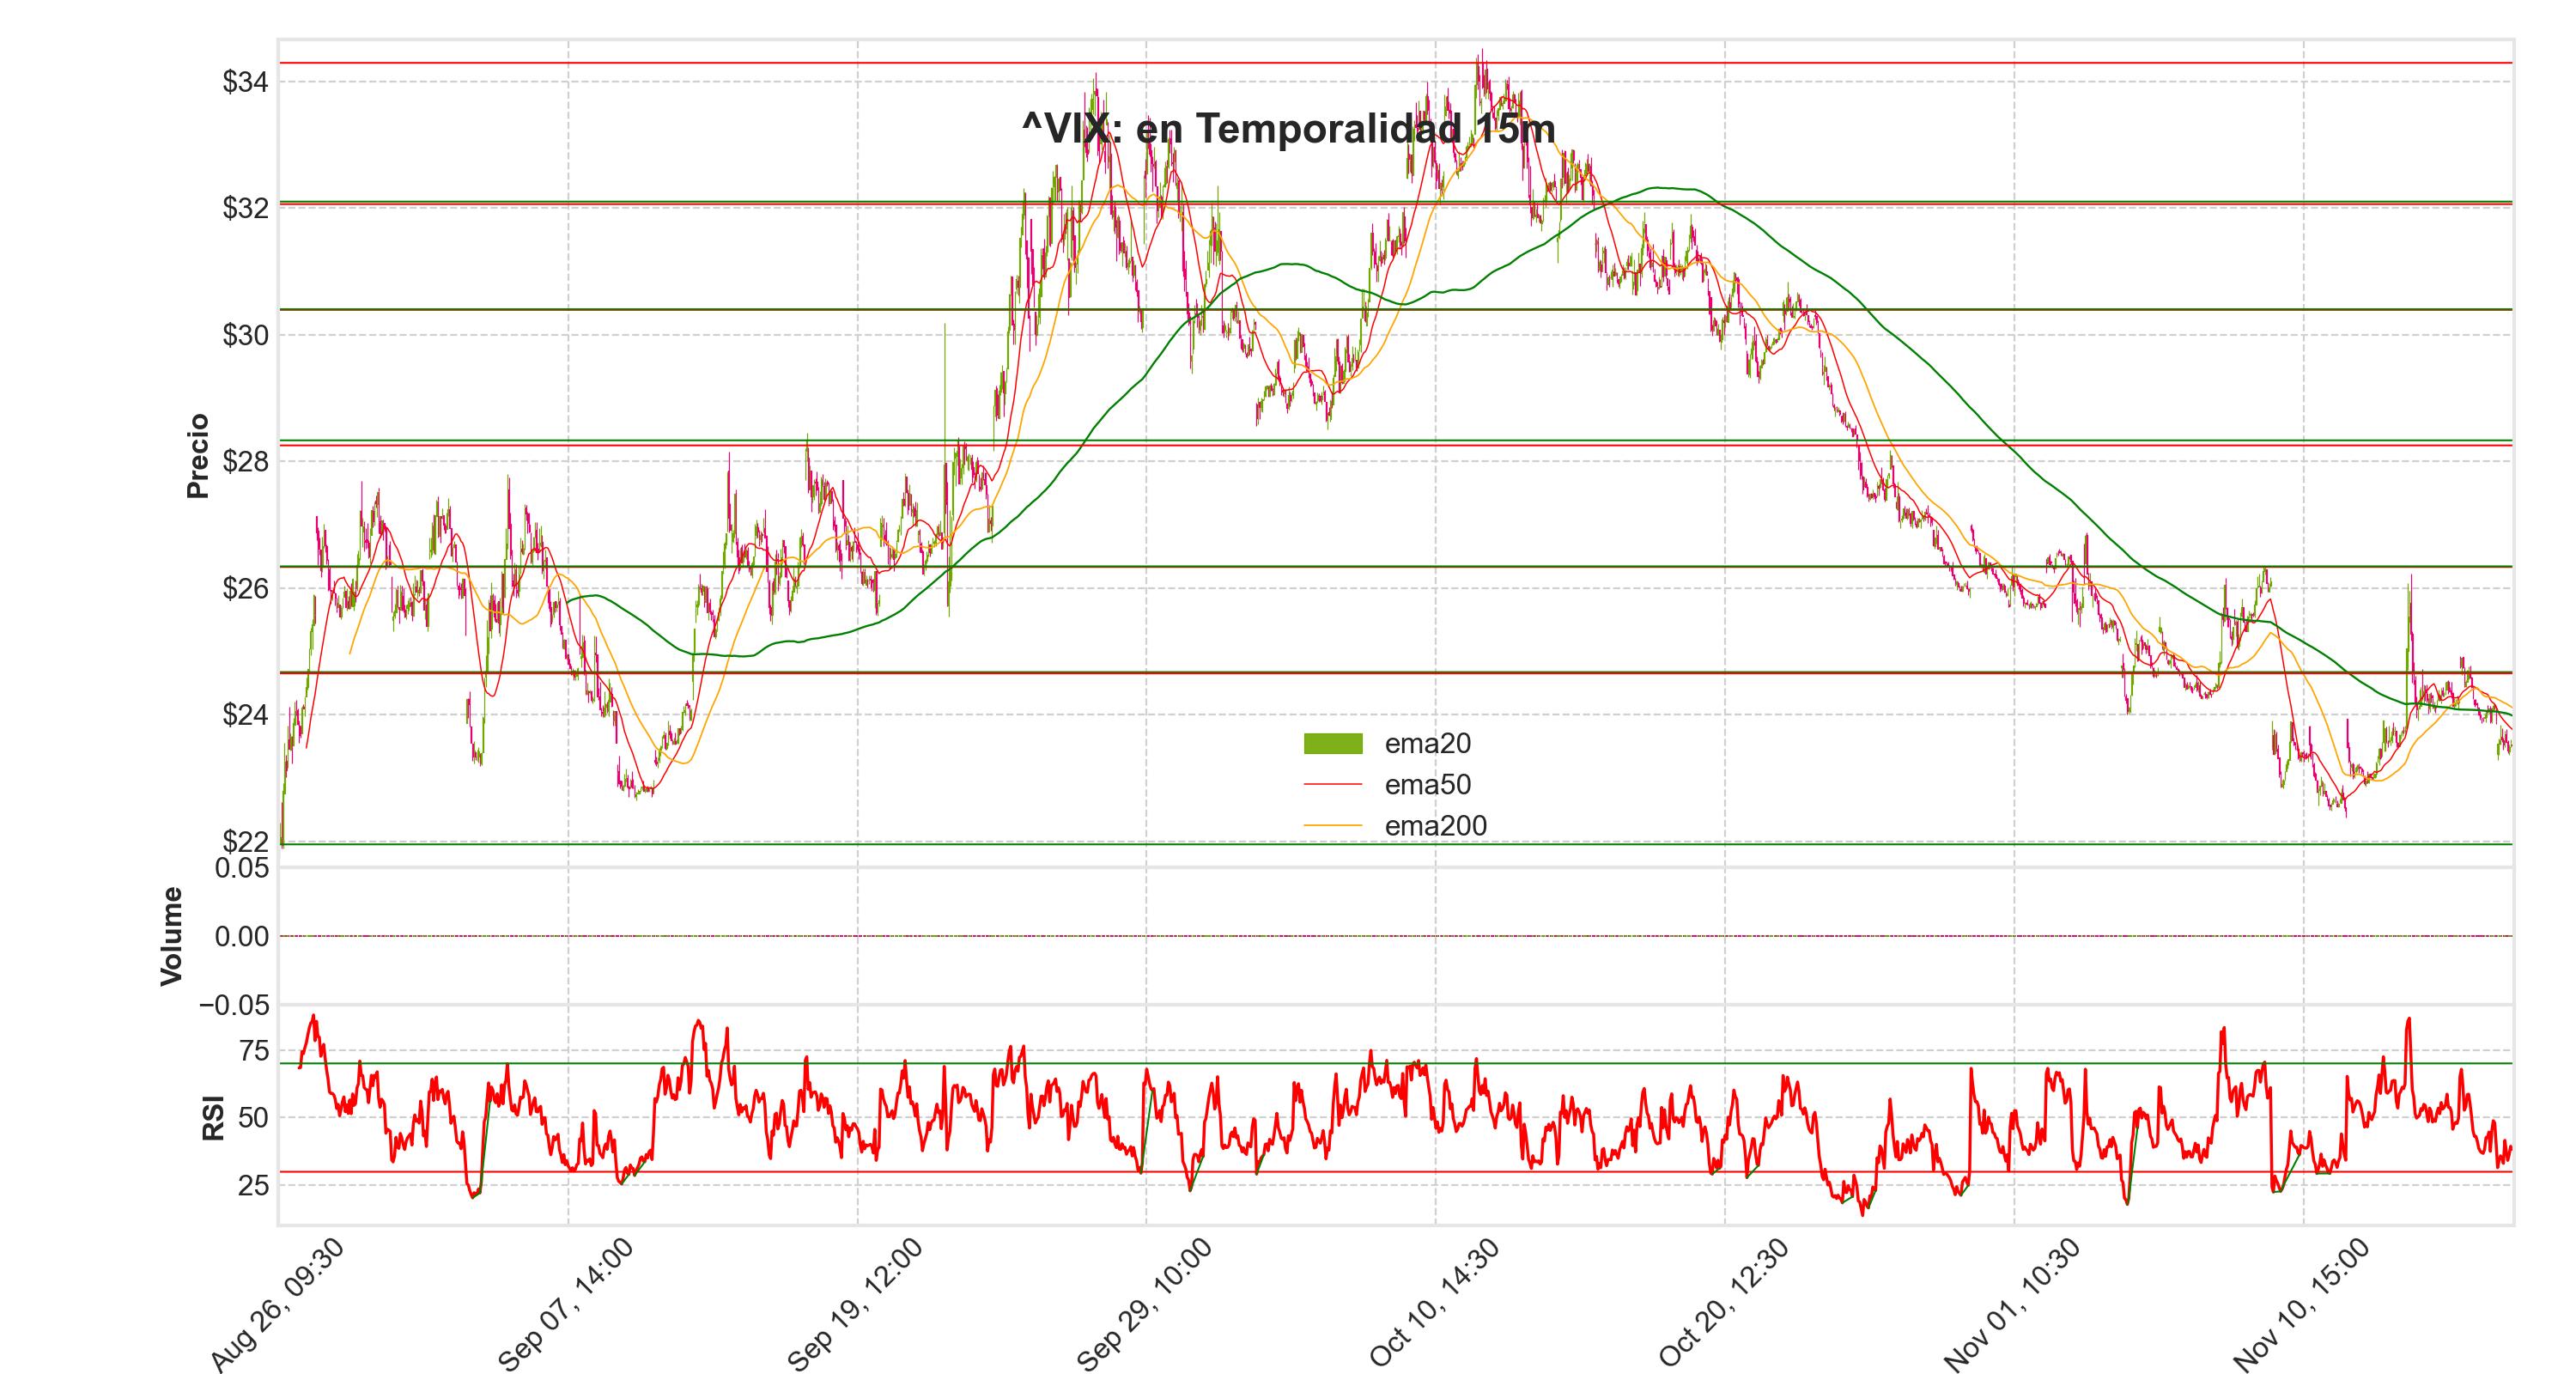 ^VIX: en Temporalidad 15m
$34
$32
$30
$28
$26
$24
$22
Precio
ema20
ema50
ema200
0.05
0.00
−0.05
Volume
75
50
25
RSI
Aug 26, 09:30
Sep 07, 14:00
Sep 19, 12:00
Sep 29, 10:00
Oct 10, 14:30
Oct 20, 12:30
Nov 01, 10:30
Nov 10, 15:00